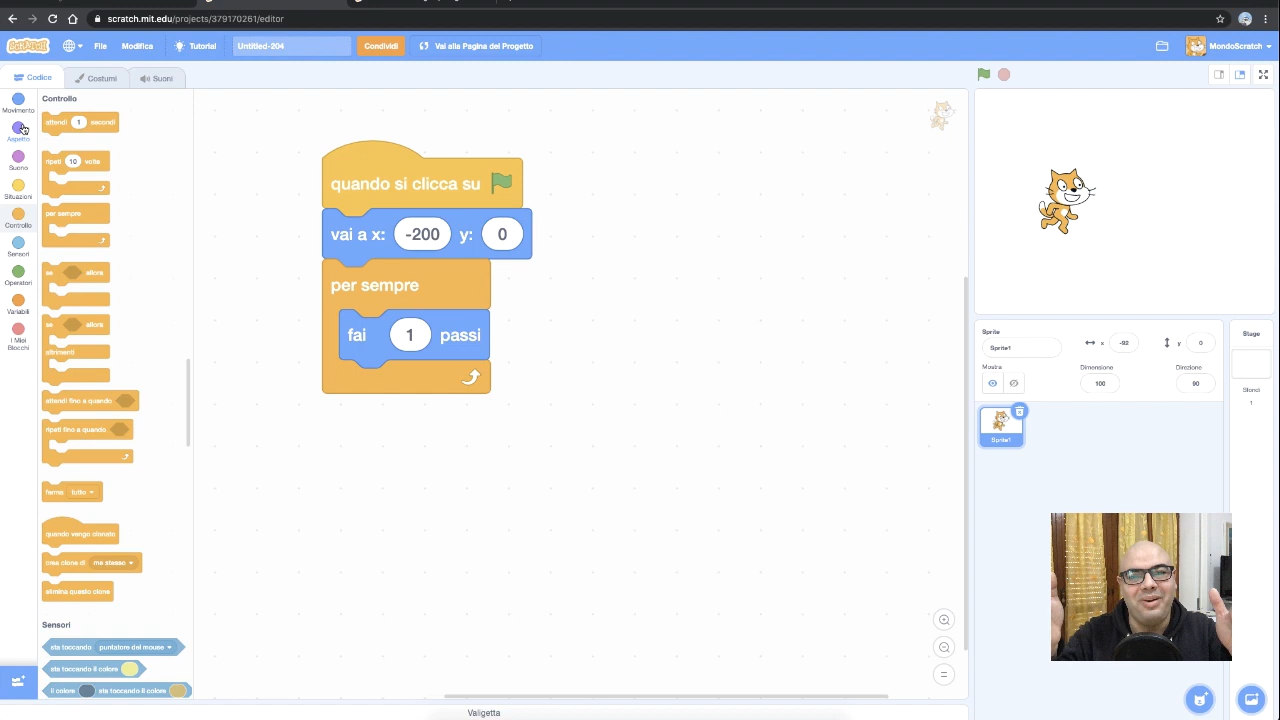 scratch.mit.edu/projects/379170261/editor
SCRATCH
File
Modifica
Tutorial
Untitled-204
Condividi
Vai alla Pagina del Progetto
MondoScratch
Codice
Costumi
Suoni
Movimento
Aspetto
Suono
Situazioni
Controllo
Sensori
Operatori
Variabili
I Miei
Blocchi
Controllo
attendi 1 secondi
ripeti 10 volte
per sempre
se allora
se allora
altrimenti
attendi fino a quando
ripeti fino a quando
ferma tutto
quando vengo clonato
crea clone di me stesso
elimina questo clone
Sensori
sta toccando puntatore del mouse
sta toccando il colore
il colore sta toccando il colore
quando si clicca su
vai a x: -200 y: 0
per sempre
fai 1 passi
Valigetta
Sprite
Sprite1
x -92
y 0
Mostra
Dimensione
100
Direzione
90
Sprite1
Stage
Sfondi
1